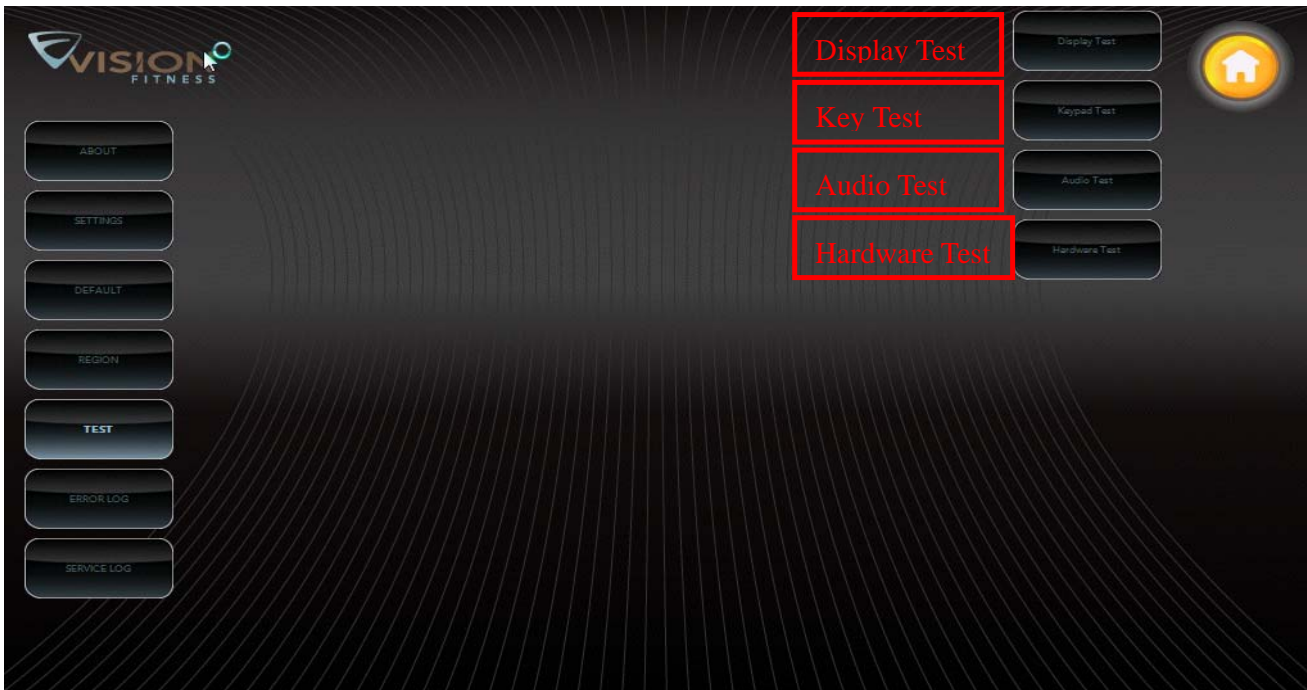 VISION
FITNESS
ABOUT
SETTINGS
DEFAULT
REGION
TEST
ERROR LOG
SERVICE LOG
Display Test
Display Test
Key Test
Keypad Test
Audio Test
Audio Test
Hardware Test
Hardware Test